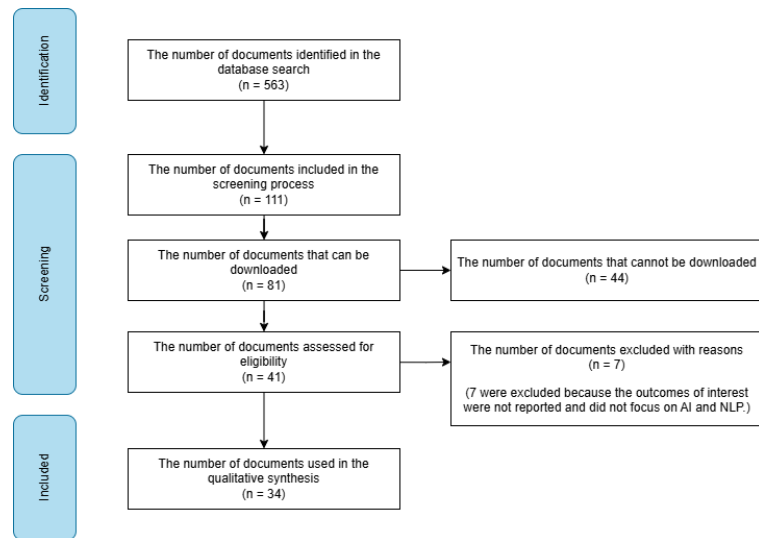 Identification
The number of documents identified in the
database search
(n = 563)
Screening
The number of documents included in the
screening process
(n = 111)
The number of documents that can be
downloaded
(n = 81)
The number of documents that cannot be downloaded
(n = 44)
The number of documents assessed for
eligibility
(n = 41)
The number of documents excluded with reasons
(n = 7)
(7 were excluded because the outcomes of interest
were not reported and did not focus on AI and NLP.)
Included
The number of documents used in the
qualitative synthesis
(n = 34)